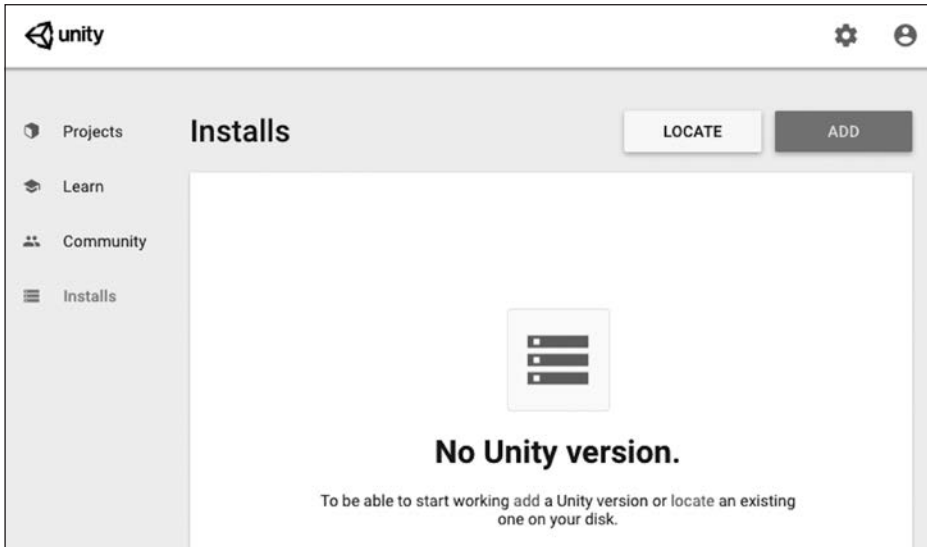 unity
Projects
Learn
Community
Installs
Installs
LOCATE
ADD
No Unity version.
To be able to start working add a Unity version or locate an existing
one on your disk.